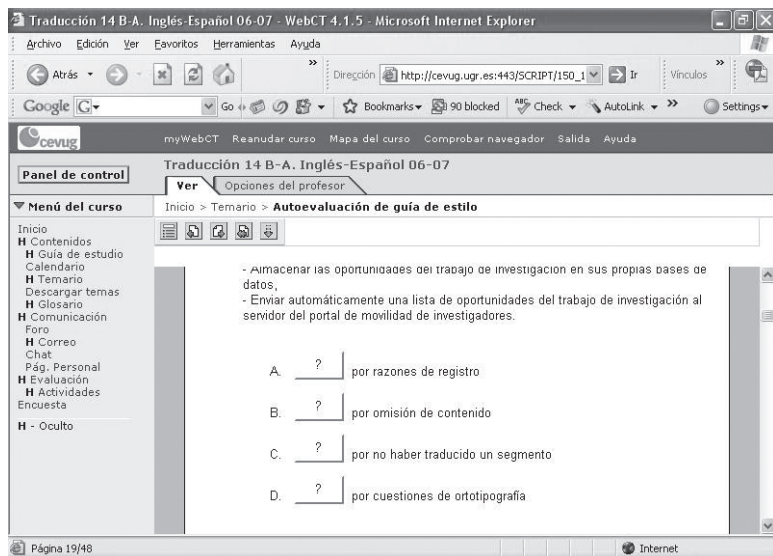 Traducción 14 B-A. Inglés-Español 06-07 - WebCT 4.1.5 - Microsoft Internet Explorer
Archivo Edición Ver Favoritos Herramientas Ayuda
Atrás » Dirección http://cevug.ugr.es:443/SCRIPT/150_1 Ir Vínculos »
Google G Go Bookmarks 90 blocked ABC Check AutoLink » Settings
cevug myWebCT Reanudar curso Mapa del curso Comprobar navegador Salida Ayuda
Panel de control
Traducción 14 B-A. Inglés-Español 06-07
Ver Opciones del profesor
Menú del curso
Inicio > Temario > Autoevaluación de guía de estilo
Inicio
H Contenidos
H Guía de estudio
Calendario
H Temario
Descargar temas
H Glosario
H Comunicación
Foro
H Correo
Chat
Pág. Personal
H Evaluación
H Actividades
Encuesta
H - Oculto
- Almacenar las oportunidades del trabajo de investigación en sus propias bases de
datos,
- Enviar automáticamente una lista de oportunidades del trabajo de investigación al
servidor del portal de movilidad de investigadores.
A. ? por razones de registro
B. ? por omisión de contenido
C. ? por no haber traducido un segmento
D. ? por cuestiones de ortotipografía
Página 19/48 Internet